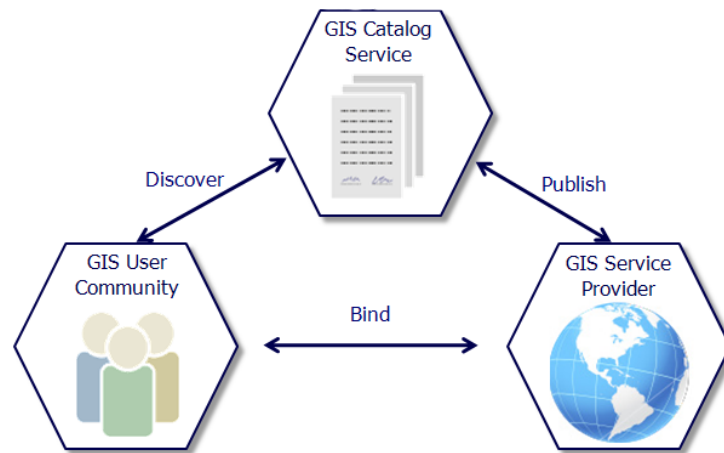 GIS Catalog
Service
Discover
Publish
GIS User
Community
GIS Service
Provider
Bind